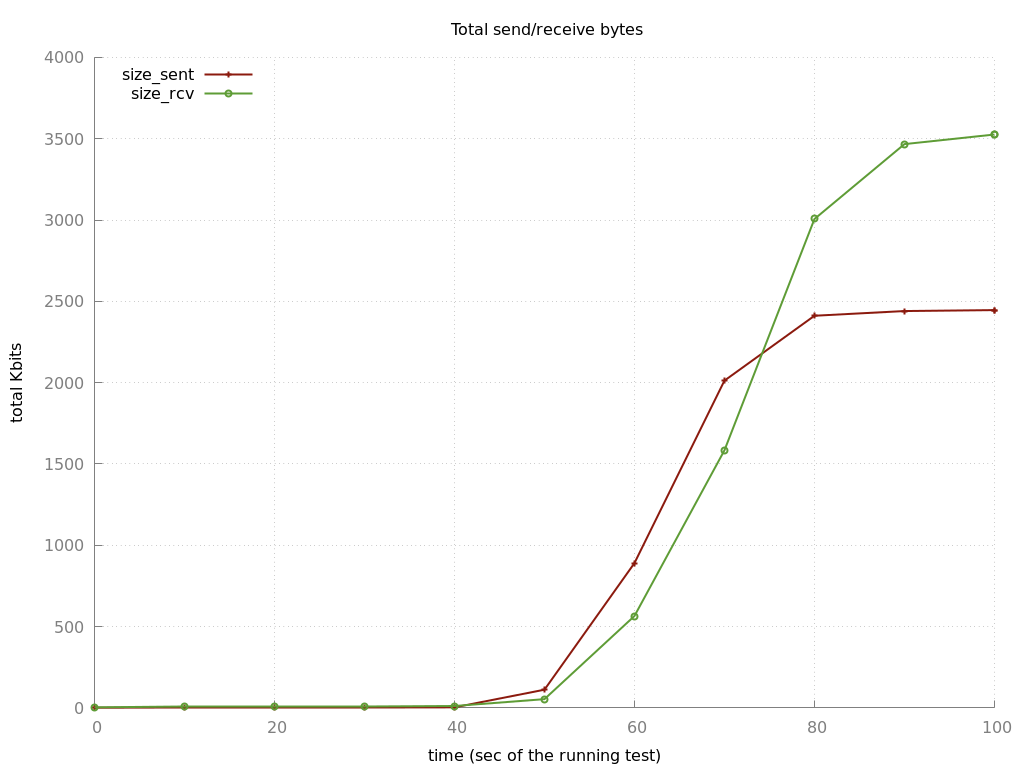 Total send/receive bytes
4000
3500
3000
2500
2000
1500
1000
500
0
size_sent
size_rcv
total Kbits
0 20 40 60 80 100
time (sec of the running test)